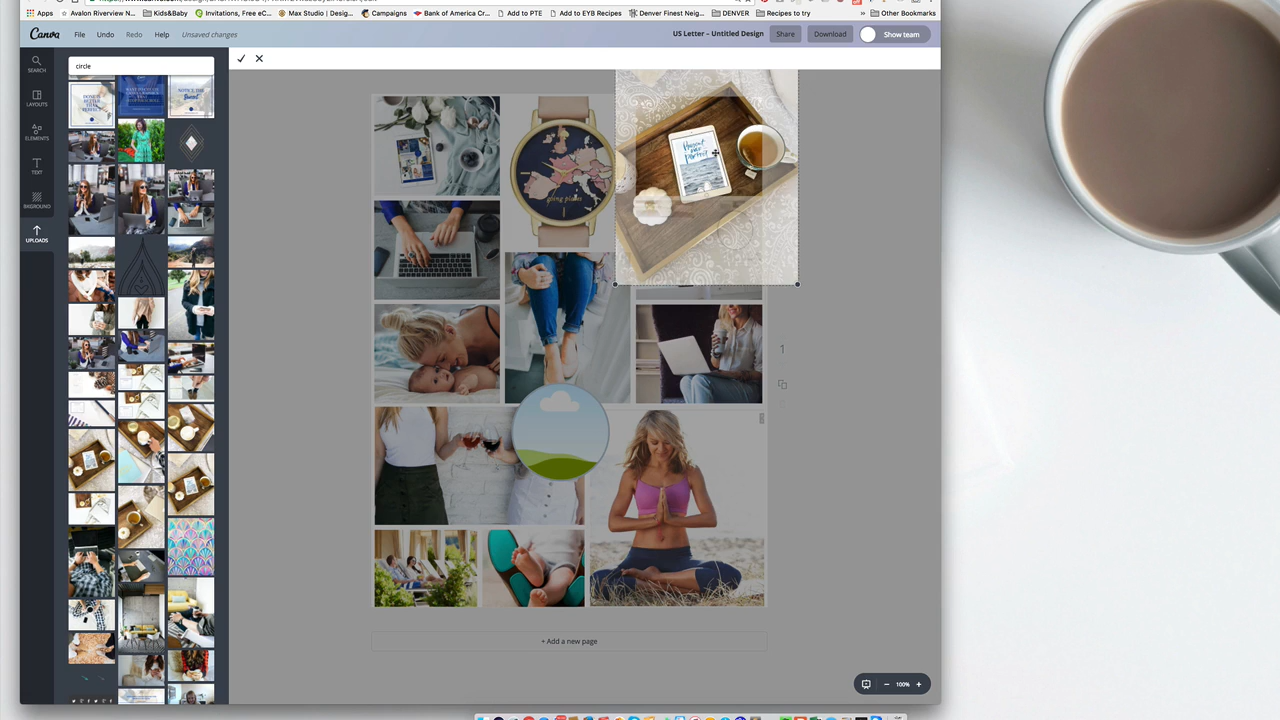 Apps
Avalon Riverview N...
Kids&Baby
Invitations, Free eC...
Max Studio | Desig...
Campaigns
Bank of America Cr...
Add to PTE
Add to EYB Recipes
Denver Finest Neig...
DENVER
Recipes to try
»
Other Bookmarks
Canva
File
Undo
Redo
Help
Unsaved changes
US Letter – Untitled Design
Share
Download
Show team
SEARCH
LAYOUTS
ELEMENTS
TEXT
BKGROUND
UPLOADS
circle
going places
1
+ Add a new page
100%